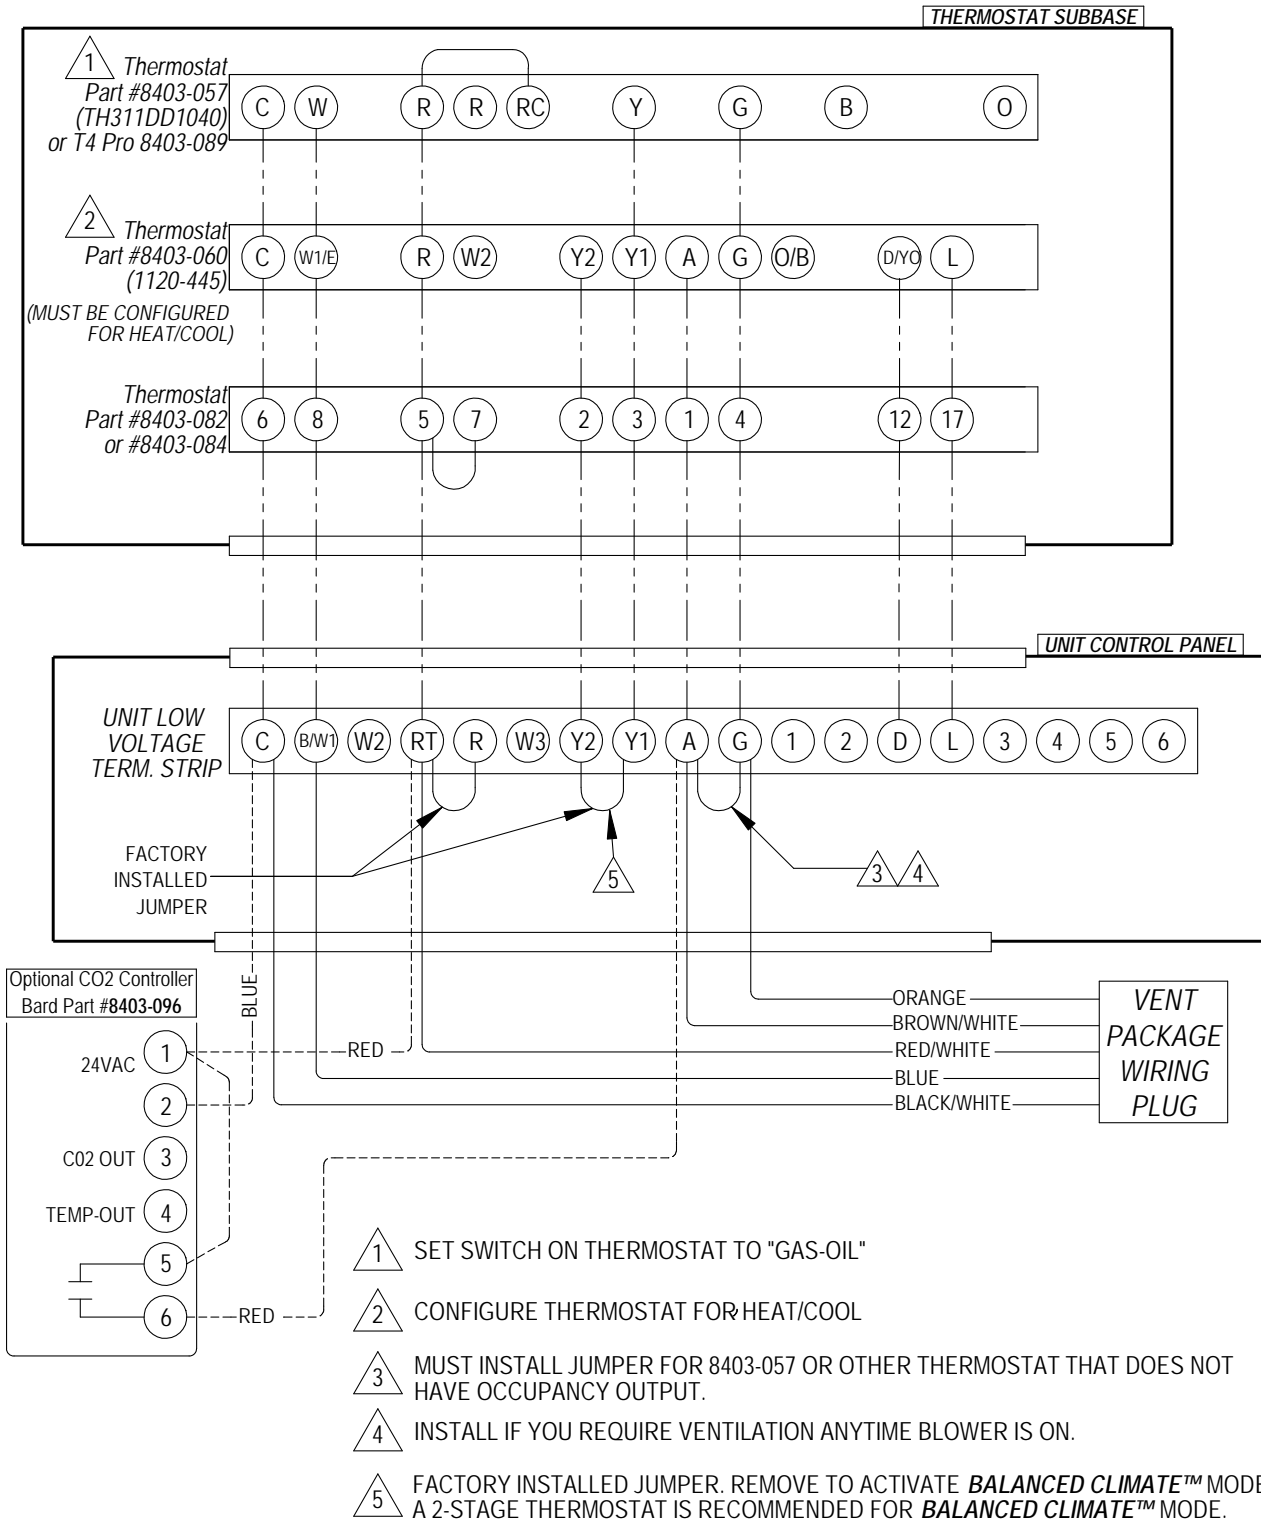 THERMOSTAT SUBBASE
1 Thermostat
Part #8403-057
(TH311DD1040)
or T4 Pro 8403-089
C W R R RC Y G B O
2 Thermostat
Part #8403-060
(1120-445)
(MUST BE CONFIGURED
FOR HEAT/COOL)
C W1/E R W2 Y2 Y1 A G O/B D/YO L
Thermostat
Part #8403-082
or #8403-084
6 8 5 7 2 3 1 4 12 17
UNIT CONTROL PANEL
UNIT LOW
VOLTAGE
TERM. STRIP
C B/W1 W2 RT R W3 Y2 Y1 A G 1 2 D L 3 4 5 6
FACTORY
INSTALLED
JUMPER
5
3 4
Optional CO2 Controller
Bard Part #8403-096
BLUE
24VAC
1
2
C02 OUT 3
TEMP-OUT 4
5
6
RED
RED
ORANGE
BROWN/WHITE
RED/WHITE
BLUE
BLACK/WHITE
VENT
PACKAGE
WIRING
PLUG
1 SET SWITCH ON THERMOSTAT TO "GAS-OIL"
2 CONFIGURE THERMOSTAT FOR HEAT/COOL
3 MUST INSTALL JUMPER FOR 8403-057 OR OTHER THERMOSTAT THAT DOES NOT
HAVE OCCUPANCY OUTPUT.
4 INSTALL IF YOU REQUIRE VENTILATION ANYTIME BLOWER IS ON.
5 FACTORY INSTALLED JUMPER. REMOVE TO ACTIVATE BALANCED CLIMATE™ MODE
A 2-STAGE THERMOSTAT IS RECOMMENDED FOR BALANCED CLIMATE™ MODE.